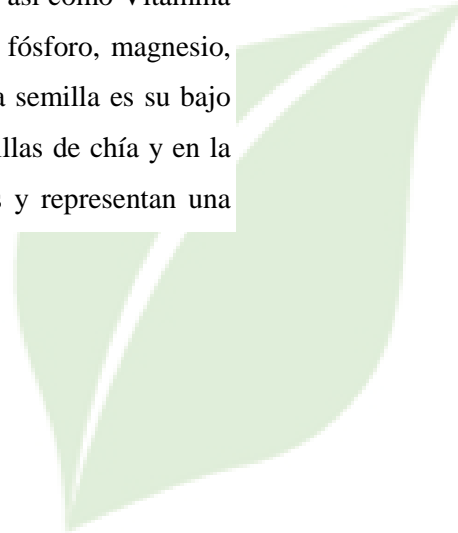 así como Vitamina
fósforo, magnesio,
semilla es su bajo
llas de chía y en la
y representan una